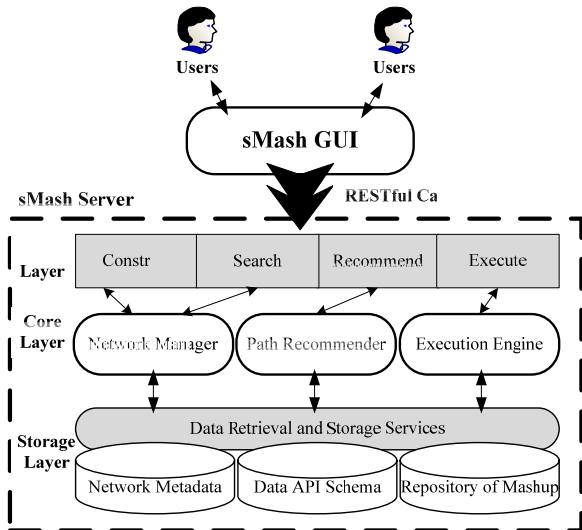 Users
Users
sMash GUI
RESTful Ca
sMash Server
Layer
Constr
Search
Recommend
Execute
Core
Layer
Network Manager
Path Recommender
Execution Engine
Data Retrieval and Storage Services
Storage
Layer
Network Metadata
Data API Schema
Repository of Mashup